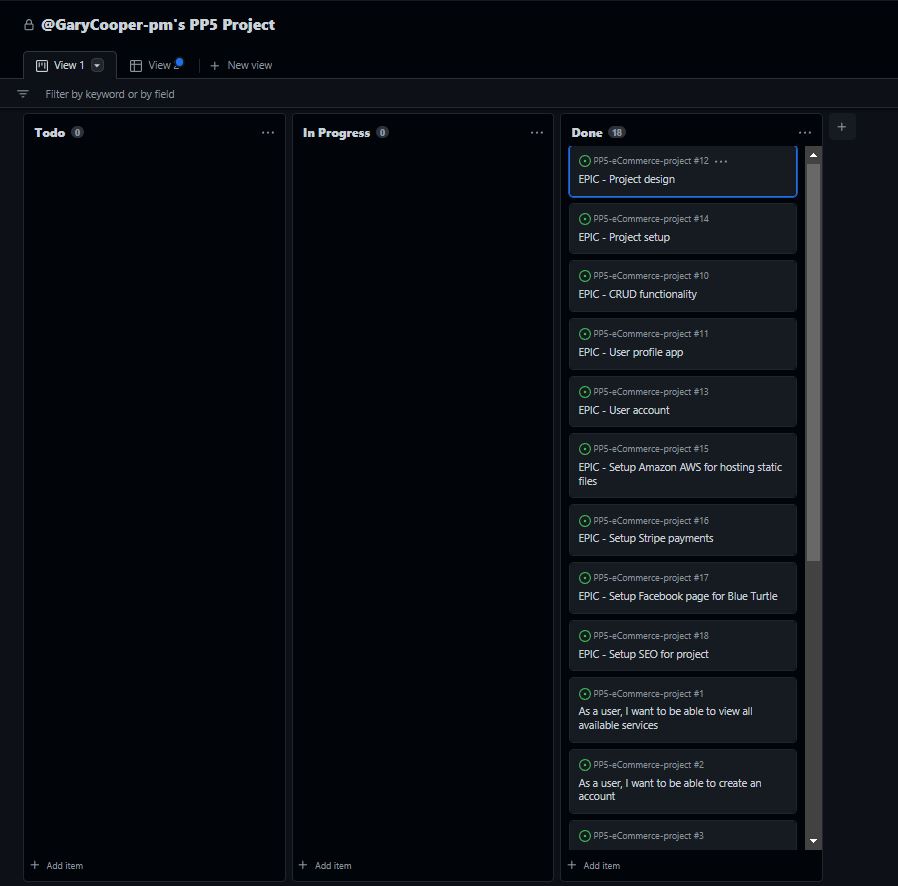 @GaryCooper-pm's PP5 Project
View 1
View 2
New view
Filter by keyword or by field
Todo 0
In Progress 0
Done 18
PP5-eCommerce-project #12
EPIC - Project design
PP5-eCommerce-project #14
EPIC - Project setup
PP5-eCommerce-project #10
EPIC - CRUD functionality
PP5-eCommerce-project #11
EPIC - User profile app
PP5-eCommerce-project #13
EPIC - User account
PP5-eCommerce-project #15
EPIC - Setup Amazon AWS for hosting static
files
PP5-eCommerce-project #16
EPIC - Setup Stripe payments
PP5-eCommerce-project #17
EPIC - Setup Facebook page for Blue Turtle
PP5-eCommerce-project #18
EPIC - Setup SEO for project
PP5-eCommerce-project #1
As a user, I want to be able to view all
available services
PP5-eCommerce-project #2
As a user, I want to be able to create an
account
PP5-eCommerce-project #3
Add item
Add item
Add item